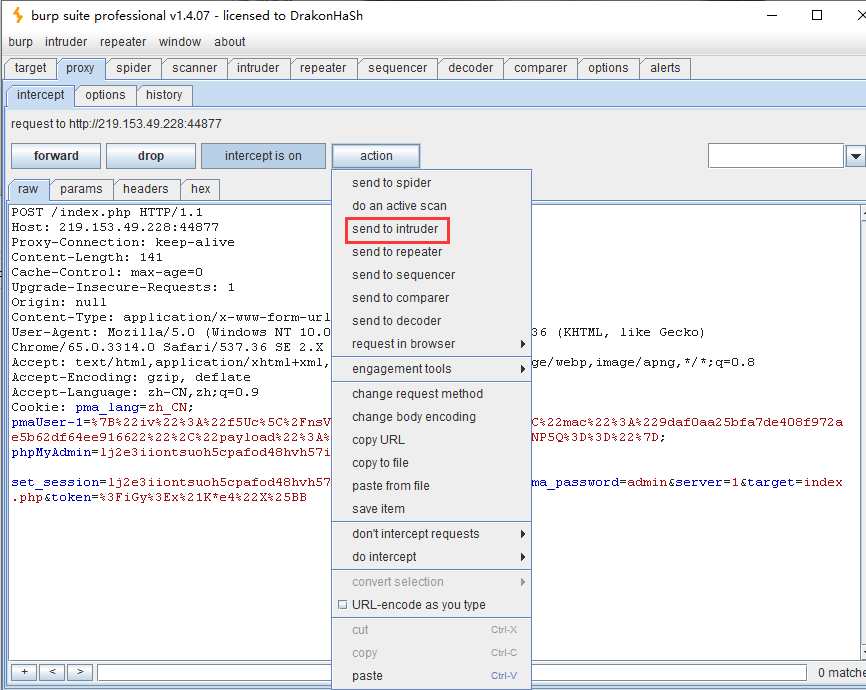 burp suite professional v1.4.07 - licensed to DrakonHaSh
burp intruder repeater window about
target proxy spider scanner intruder repeater sequencer decoder comparer options alerts
intercept options history
request to http://219.153.49.228:44877
forward drop intercept is on action
raw params headers hex
POST /index.php HTTP/1.1
Host: 219.153.49.228:44877
Proxy-Connection: keep-alive
Content-Length: 141
Cache-Control: max-age=0
Upgrade-Insecure-Requests: 1
Origin: null
Content-Type: application/x-www-form-url
User-Agent: Mozilla/5.0 (Windows NT 10.0 36 (KHTML, like Gecko)
Chrome/65.0.3314.0 Safari/537.36 SE 2.X
Accept: text/html,application/xhtml+xml, ge/webp,image/apng,*/*;q=0.8
Accept-Encoding: gzip, deflate
Accept-Language: zh-CN,zh;q=0.9
Cookie: pma_lang=zh_CN;
pmaUser-1=%7B%22iv%22%3A%22f5Uc%5C%2FnsV C%22mac%22%3A%229daf0aa25bfa7de408f972a
e5b62df64ee916622%22%2C%22payload%22%3A% NP5Q%3D%3D%22%7D;
phpMyAdmin=lj2e3iiontsuoh5cpafod48hvh57i
set_session=lj2e3iiontsuoh5cpafod48hvh57 ma_password=admin&server=1&target=index
.php&token=%3FiGy%3Ex%21K*e4%22X%25BB
send to spider
do an active scan
send to intruder
send to repeater
send to sequencer
send to comparer
send to decoder
request in browser
engagement tools
change request method
change body encoding
copy URL
copy to file
paste from file
save item
don't intercept requests
do intercept
convert selection
URL-encode as you type
cut Ctrl-X
copy Ctrl-C
paste Ctrl-V
+ < > 0 matche